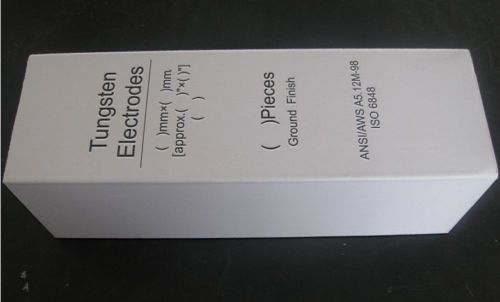 Tungsten
Electrodes
( )mm×( )mm
[approx.( )"×( )"]
( )
( )Pieces
Ground Finish
ANSI/AWS A5.12M-98
ISO 6848